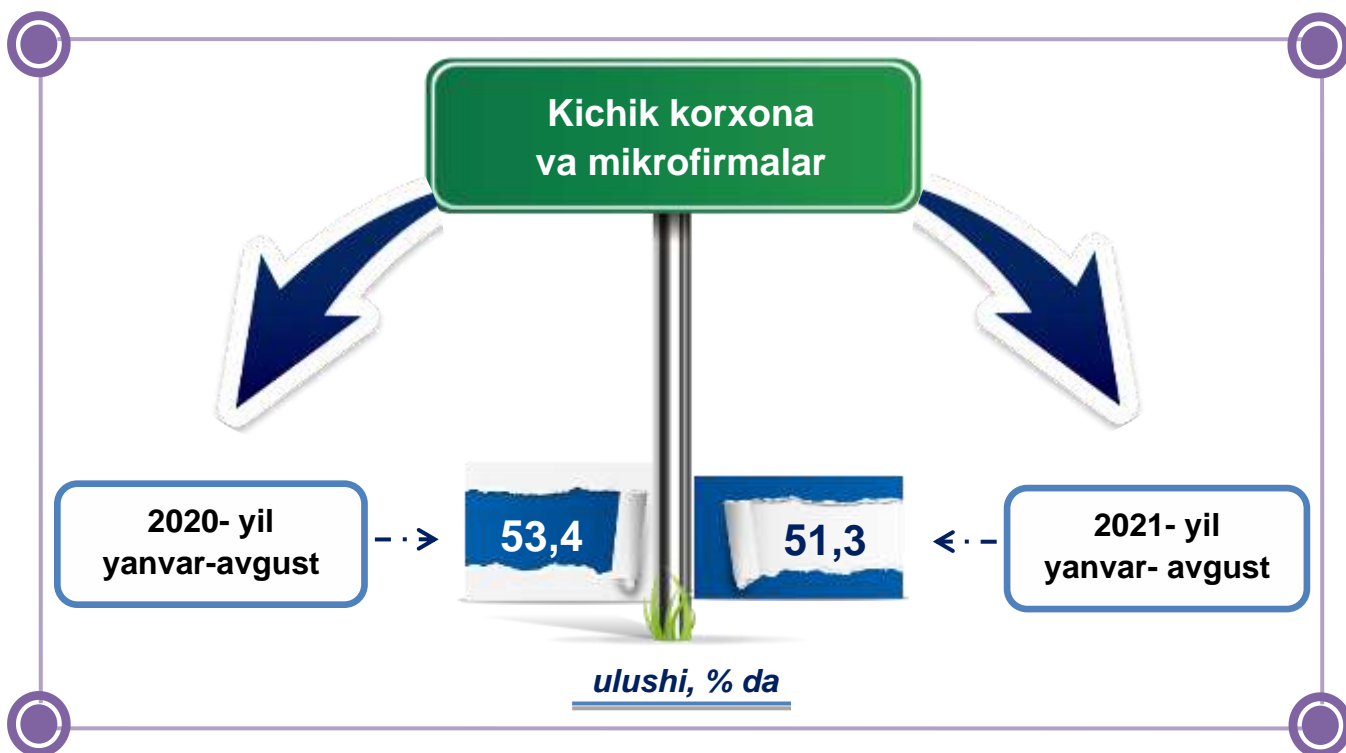 Kichik korxona
va mikrofirmalar
2020- yil
yanvar-avgust
53,4
51,3
2021- yil
yanvar- avgust
ulushi, % da